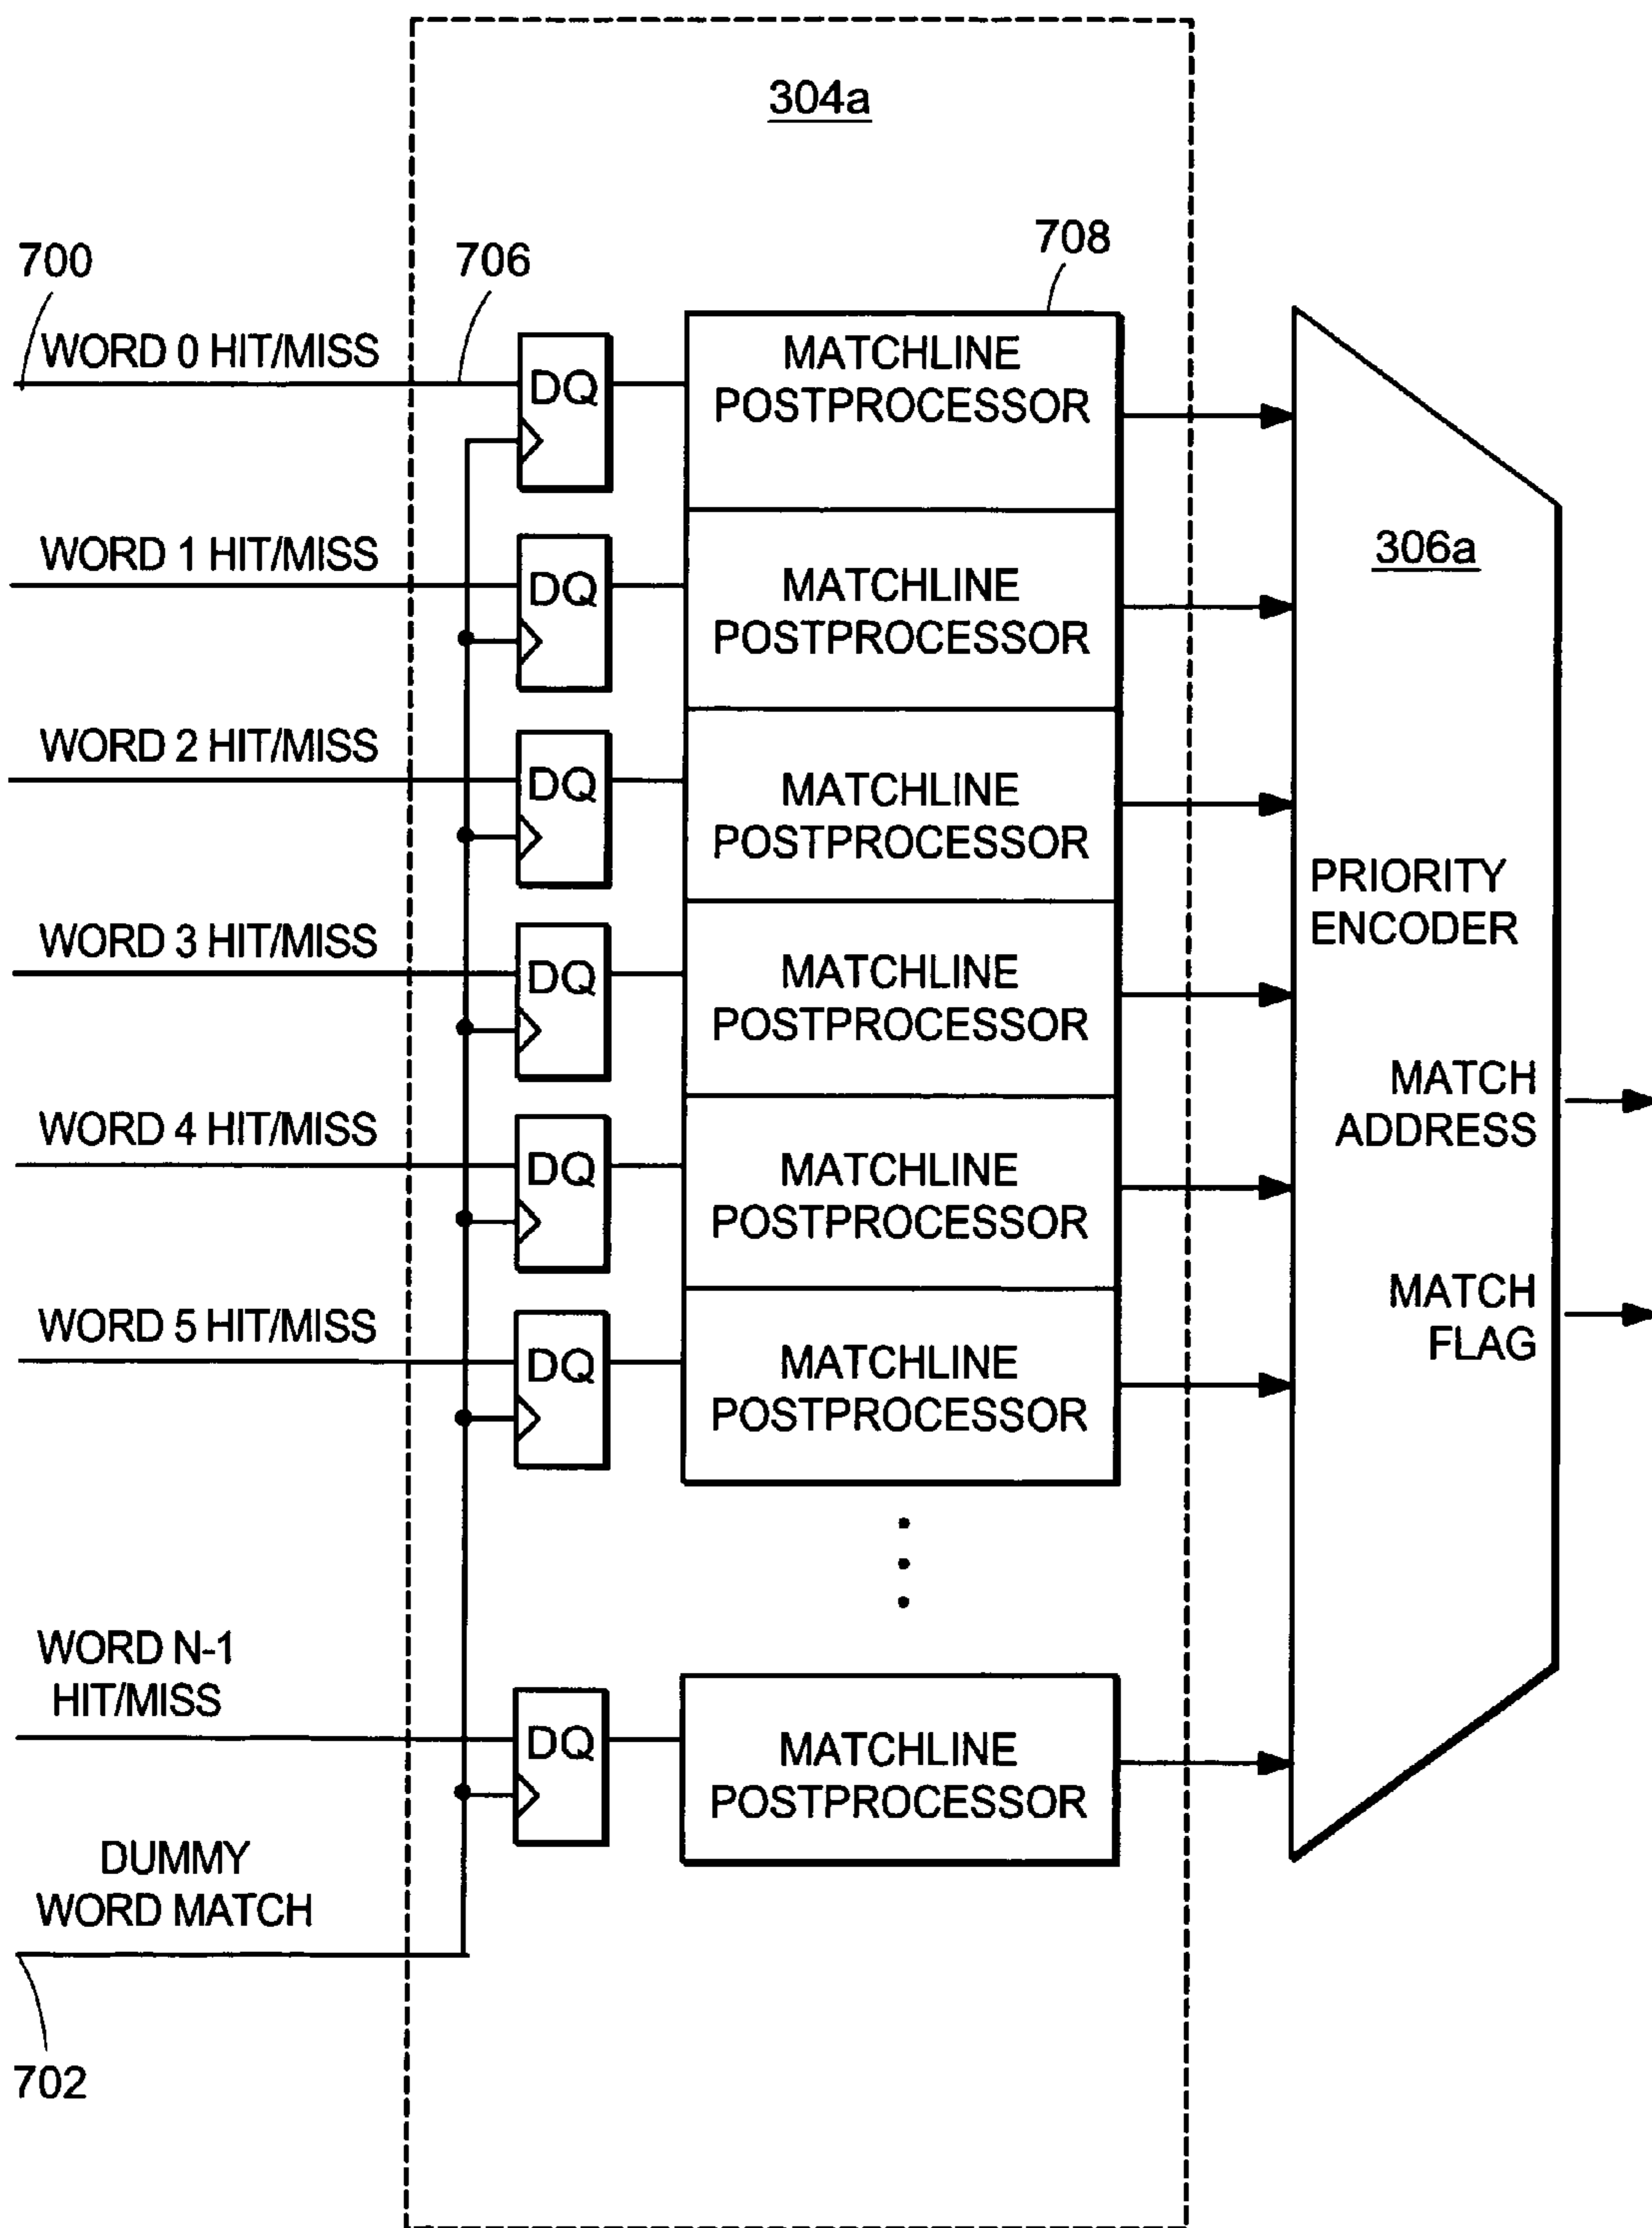 304a
700
706
708
WORD 0 HIT/MISS
DQ
MATCHLINE
POSTPROCESSOR
WORD 1 HIT/MISS
DQ
MATCHLINE
POSTPROCESSOR
306a
WORD 2 HIT/MISS
DQ
MATCHLINE
POSTPROCESSOR
PRIORITY
ENCODER
WORD 3 HIT/MISS
DQ
MATCHLINE
POSTPROCESSOR
MATCH
ADDRESS
WORD 4 HIT/MISS
DQ
MATCHLINE
POSTPROCESSOR
MATCH
FLAG
WORD 5 HIT/MISS
DQ
MATCHLINE
POSTPROCESSOR
WORD N-1
HIT/MISS
DQ
MATCHLINE
POSTPROCESSOR
DUMMY
WORD MATCH
702